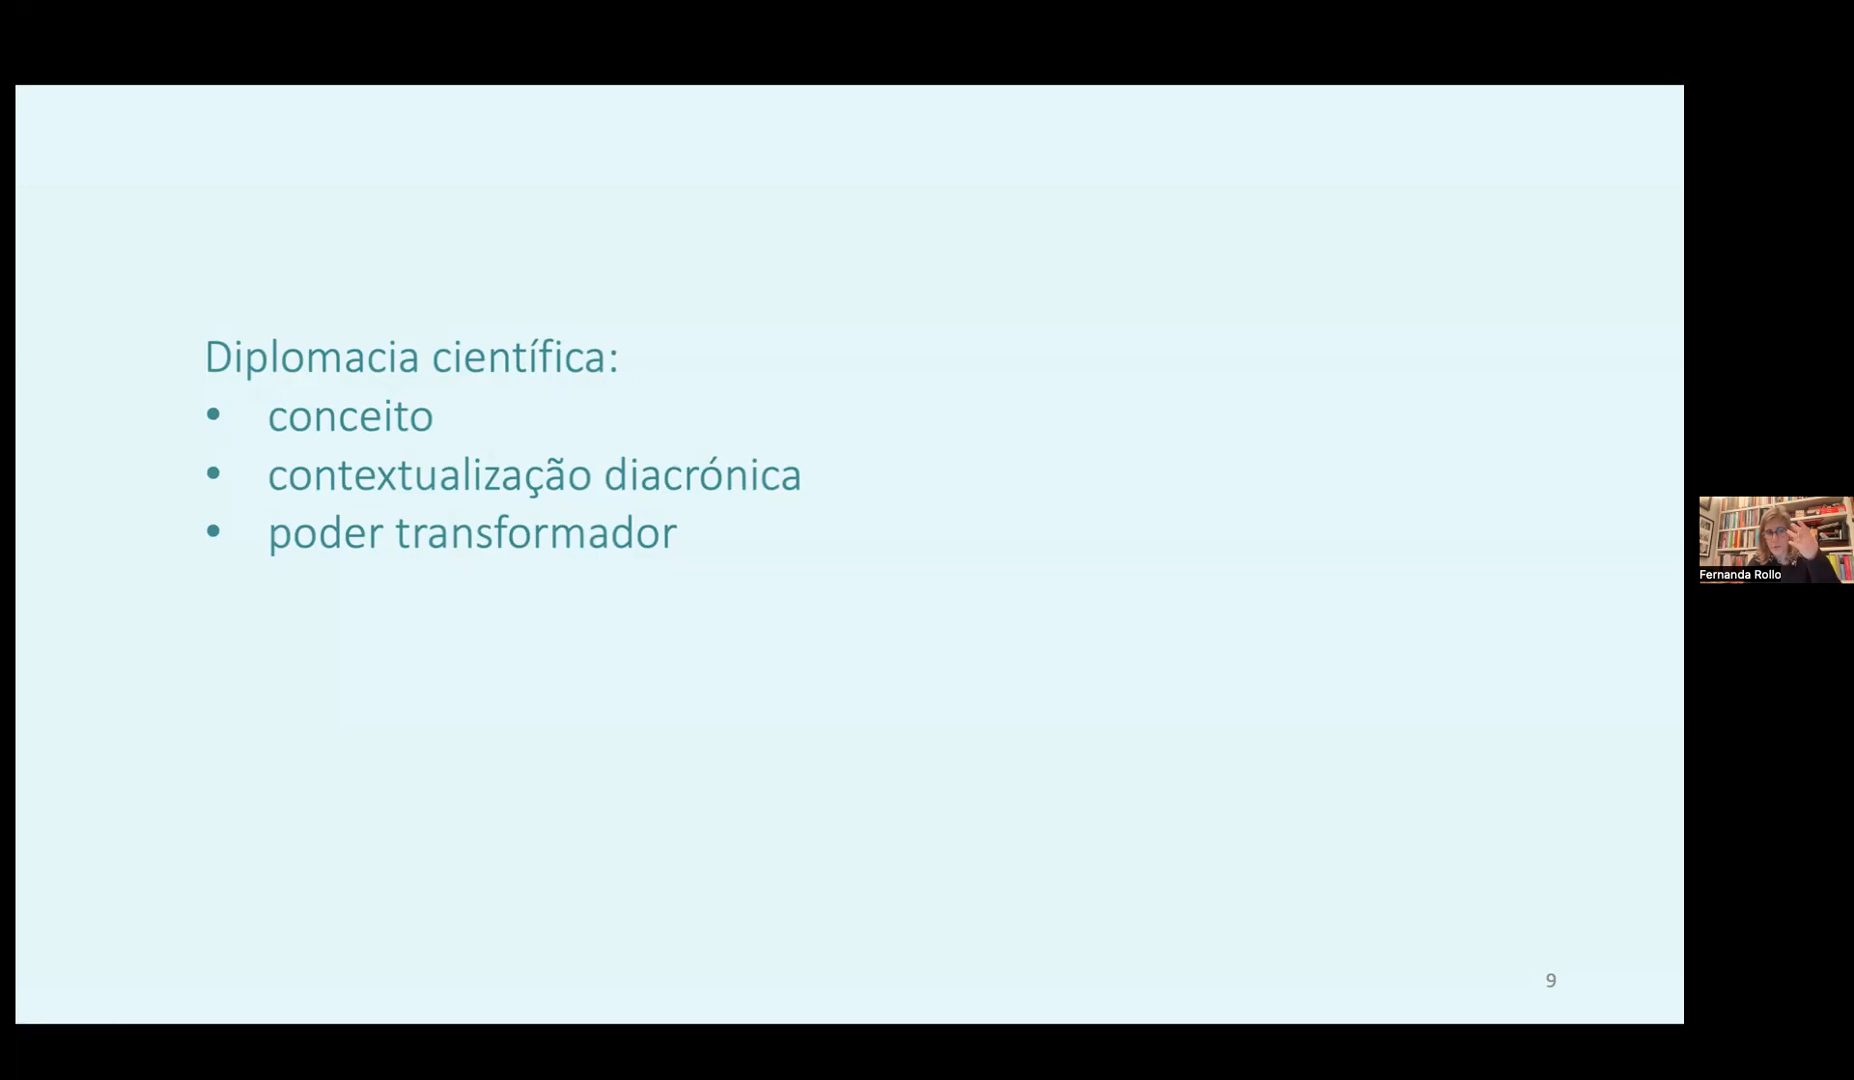 Diplomacia científica:
• conceito
• contextualização diacrónica
• poder transformador
Fernanda Rollo
9